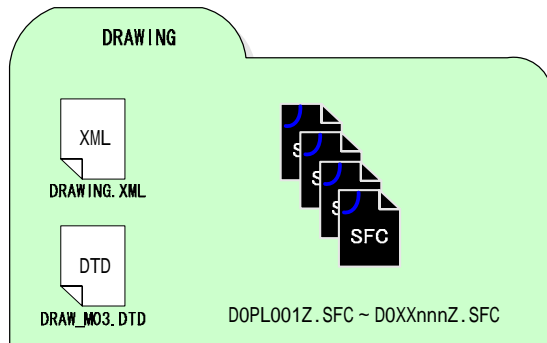 DRAWING
XML
DRAWING.XML
DTD
DRAW_M03.DTD
S
S
S
SFC
D0PL001Z.SFC ~ D0XXnnnZ.SFC